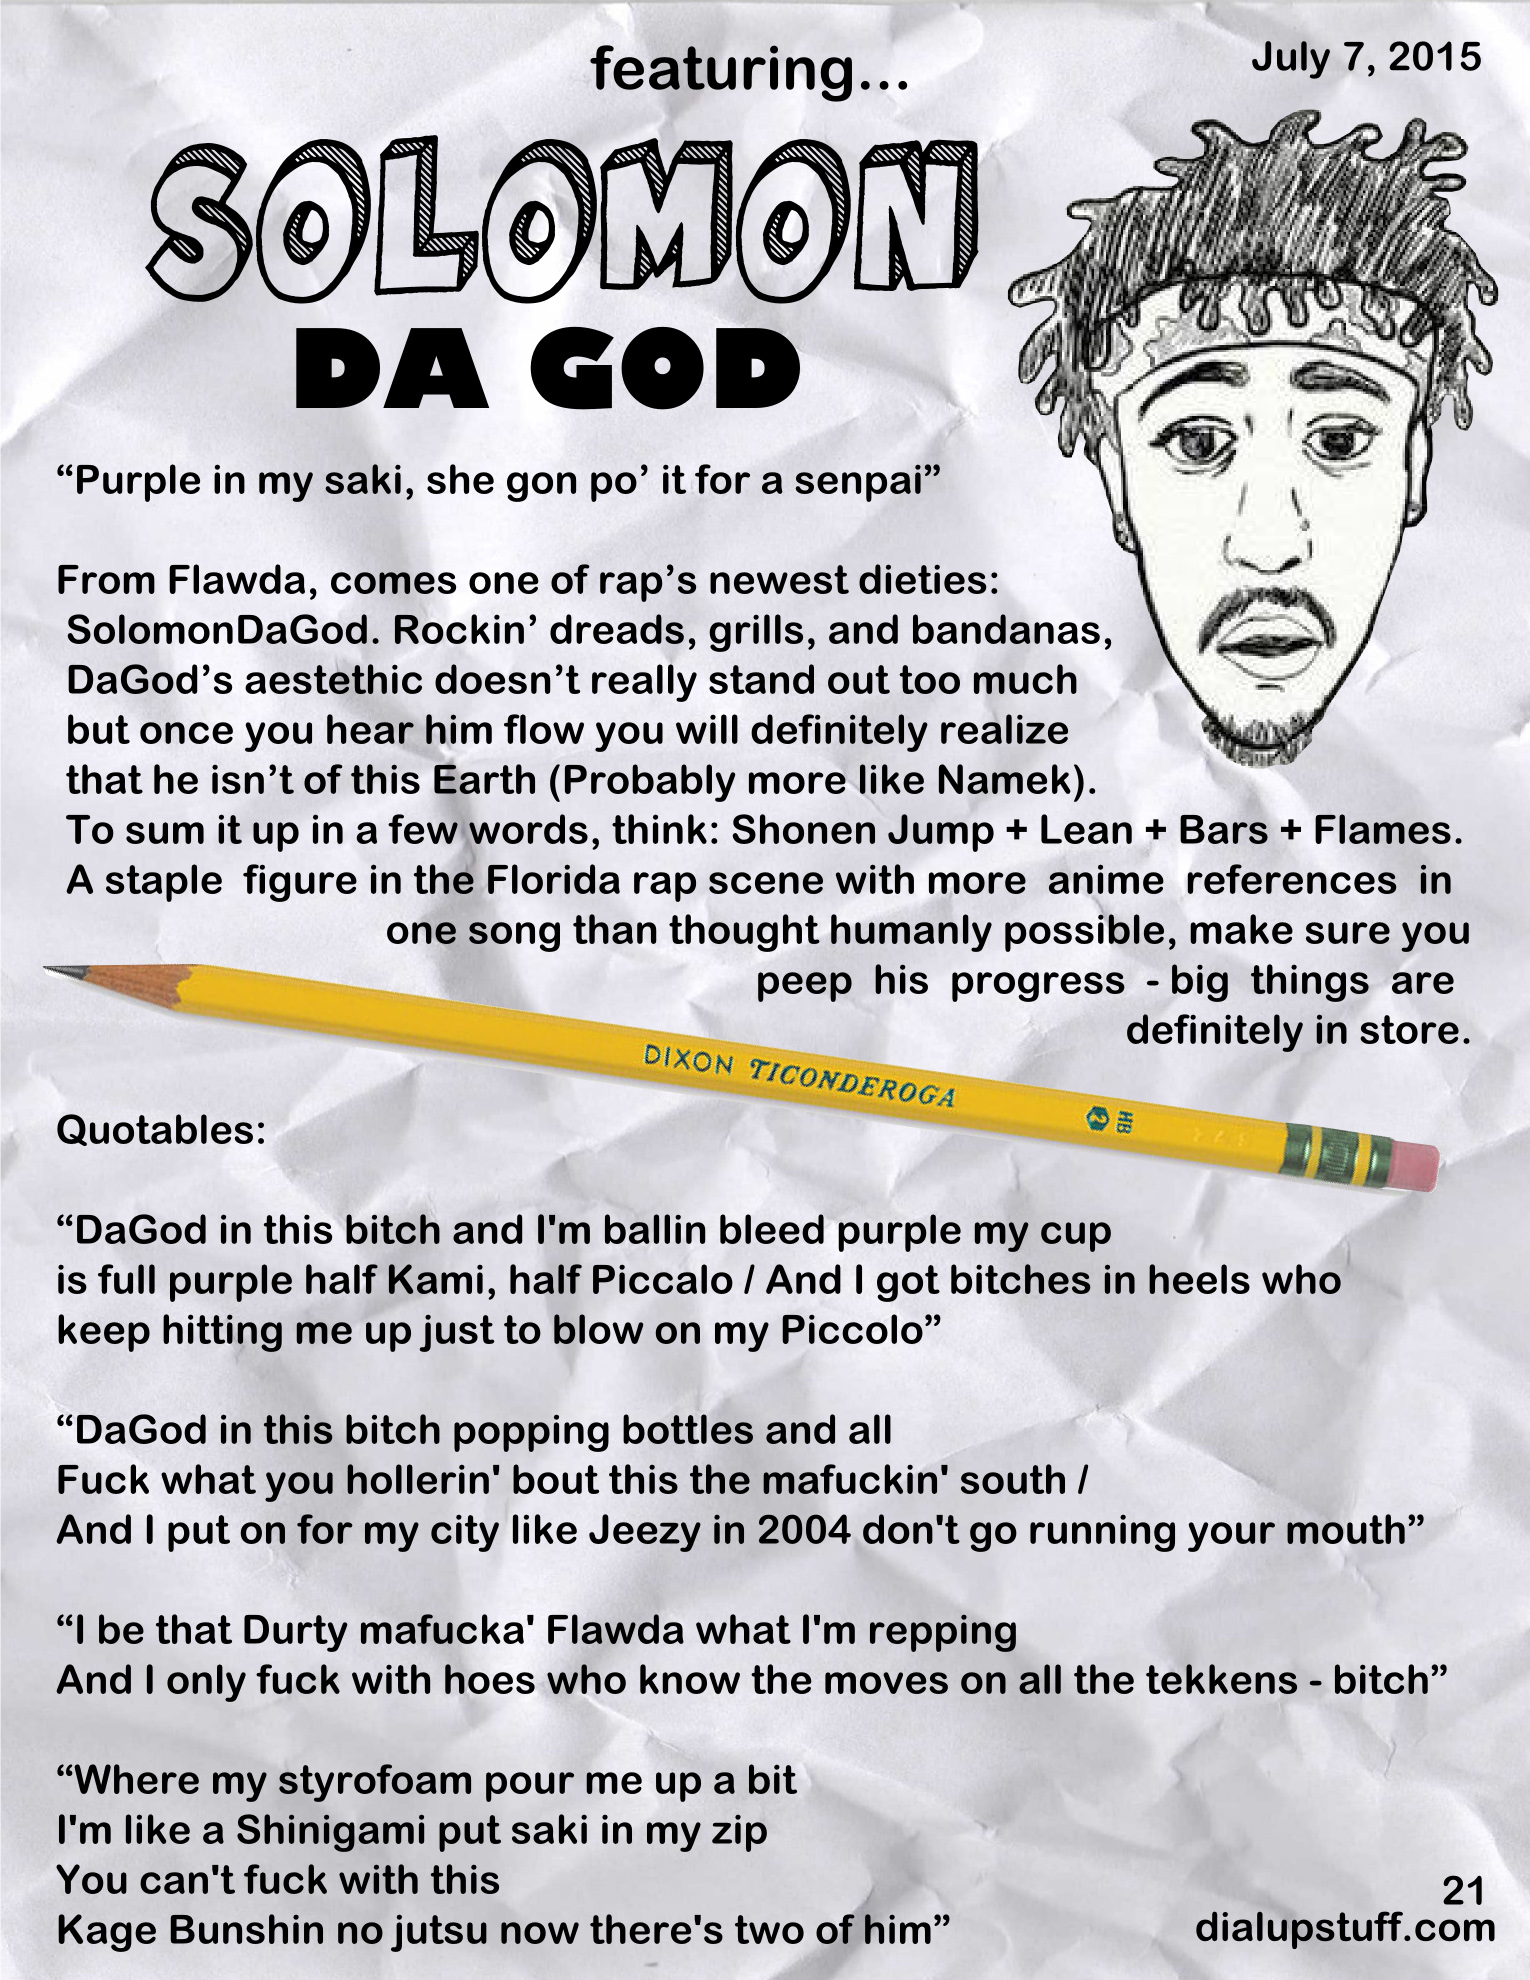 featuring...
July 7, 2015
SOLOMON
DA GOD
“Purple in my saki, she gon po’ it for a senpai”
From Flawda, comes one of rap’s newest dieties:
SolomonDaGod. Rockin’ dreads, grills, and bandanas,
DaGod’s aestethic doesn’t really stand out too much
but once you hear him flow you will definitely realize
that he isn’t of this Earth (Probably more like Namek).
To sum it up in a few words, think: Shonen Jump + Lean + Bars + Flames.
A staple figure in the Florida rap scene with more anime references in
one song than thought humanly possible, make sure you
peep his progress - big things are
definitely in store.
DIXON TICONDEROGA
2 HB
Quotables:
“DaGod in this bitch and I'm ballin bleed purple my cup
is full purple half Kami, half Piccalo / And I got bitches in heels who
keep hitting me up just to blow on my Piccolo”
“DaGod in this bitch popping bottles and all
Fuck what you hollerin' bout this the mafuckin' south /
And I put on for my city like Jeezy in 2004 don't go running your mouth”
“I be that Durty mafucka' Flawda what I'm repping
And I only fuck with hoes who know the moves on all the tekkens - bitch”
“Where my styrofoam pour me up a bit
I'm like a Shinigami put saki in my zip
You can't fuck with this
Kage Bunshin no jutsu now there's two of him”
21
dialupstuff.com